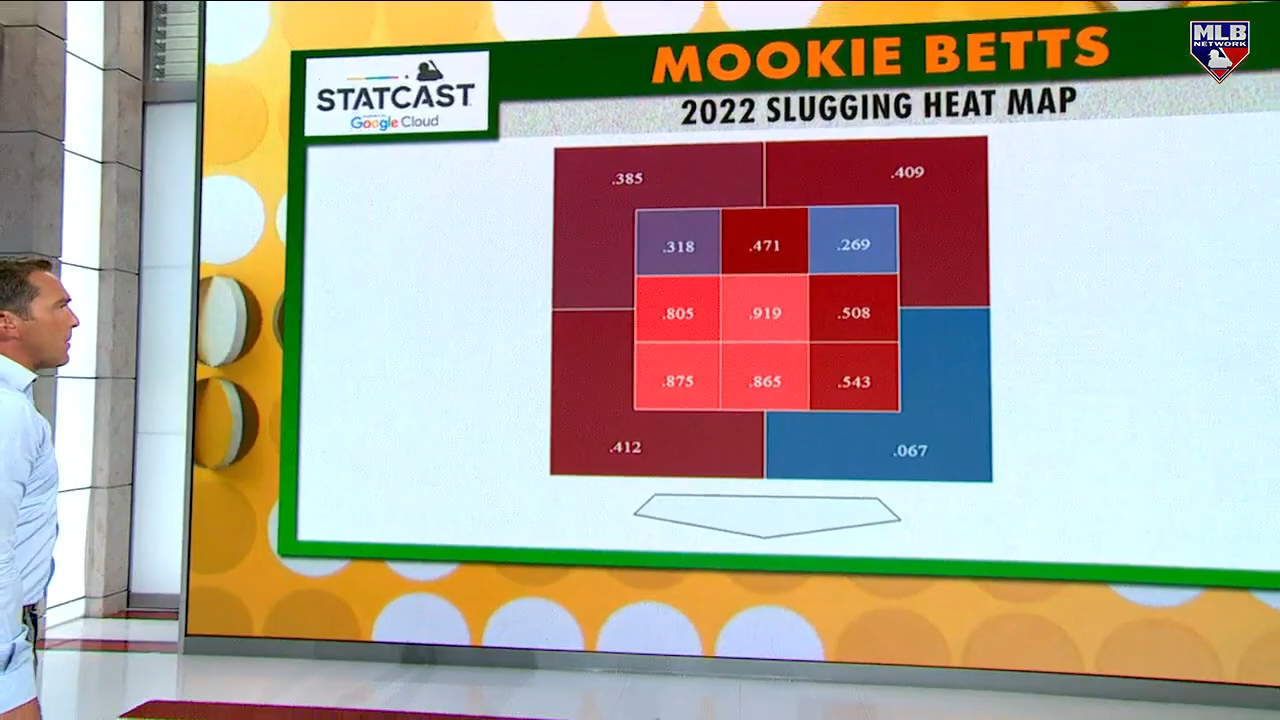 MLB
NETWORK
MOOKIE BETTS
STATCAST
Google Cloud
2022 SLUGGING HEAT MAP
.385
.409
.318
.471
.269
.805
.919
.508
.875
.865
.543
.412
.067